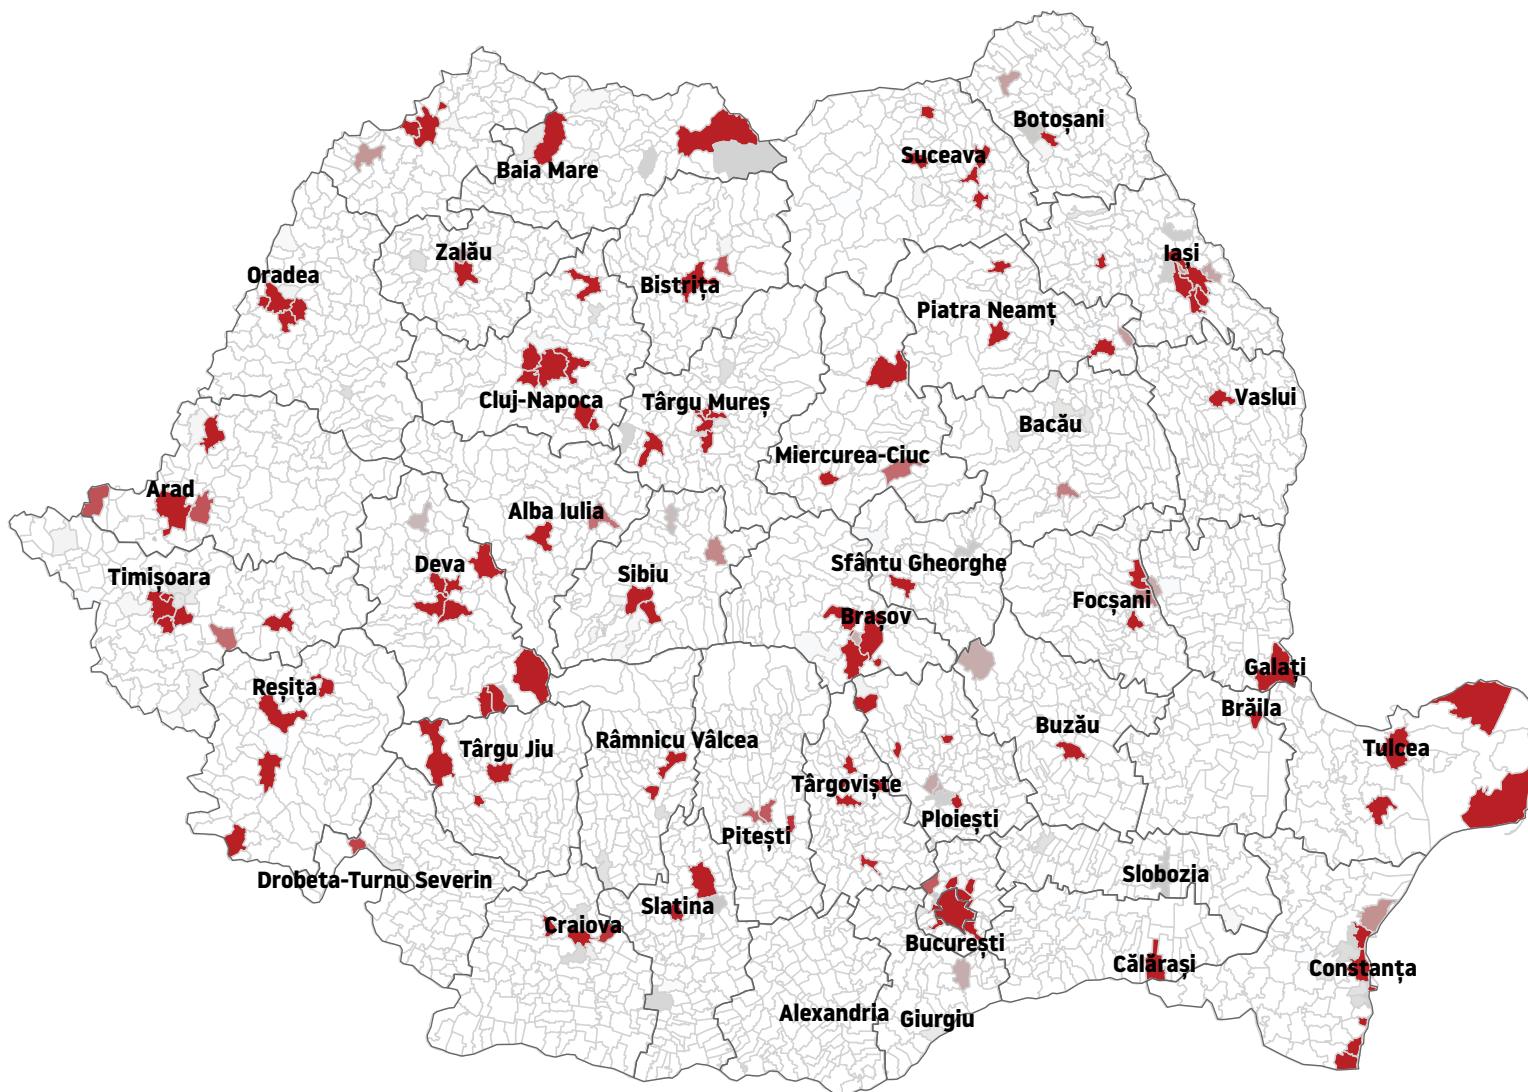 Botoșani
Suceava
Baia Mare
Zalău
Iași
Oradea
Bistrița
Piatra Neamț
Cluj-Napoca
Târgu Mureș
Vaslui
Bacău
Miercurea-Ciuc
Arad
Alba Iulia
Deva
Sfântu Gheorghe
Timișoara
Sibiu
Focșani
Brașov
Galați
Reșița
Brăila
Buzău
Râmnicu Vâlcea
Târgu Jiu
Tulcea
Târgoviște
Ploiești
Pitești
Slobozia
Drobeta-Turnu Severin
Slatina
Craiova
București
Călărași
Constanța
Alexandria
Giurgiu